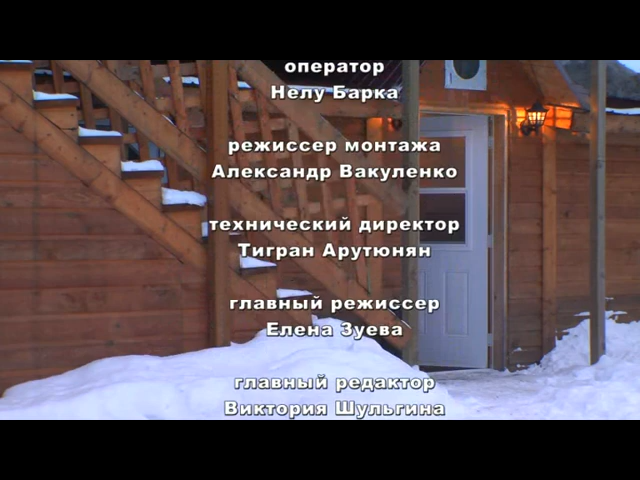 оператор
Нелу Барка
режиссер монтажа
Александр Вакуленко
технический директор
Тигран Арутюнян
главный режиссер
Елена Зуева
главный редактор
Виктория Шульгина